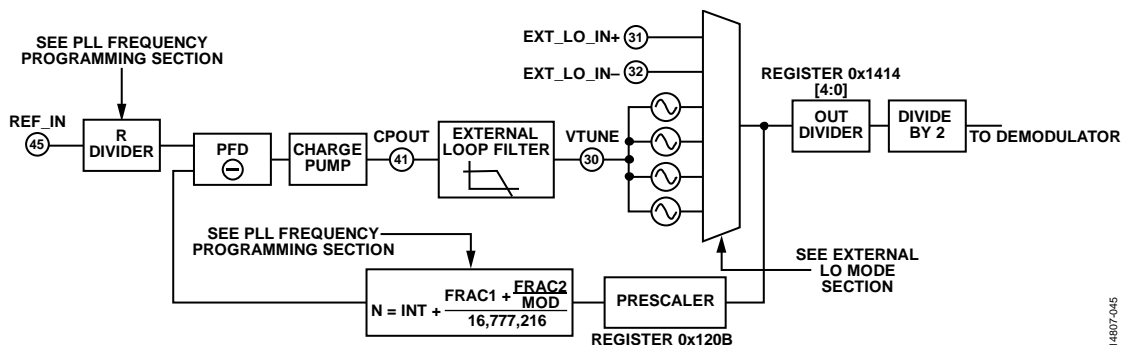 SEE PLL FREQUENCY
PROGRAMMING SECTION
REF_IN
45
R
DIVIDER
PFD
CHARGE
PUMP
CPOUT
41
EXTERNAL
LOOP FILTER
VTUNE
30
EXT_LO_IN+
31
EXT_LO_IN–
32
REGISTER 0x1414
[4:0]
OUT
DIVIDER
DIVIDE
BY 2
TO DEMODULATOR
SEE PLL FREQUENCY
PROGRAMMING SECTION
N = INT + FRAC1 + FRAC2
MOD
16,777,216
PRESCALER
REGISTER 0x120B
SEE EXTERNAL
LO MODE
SECTION
14807-045